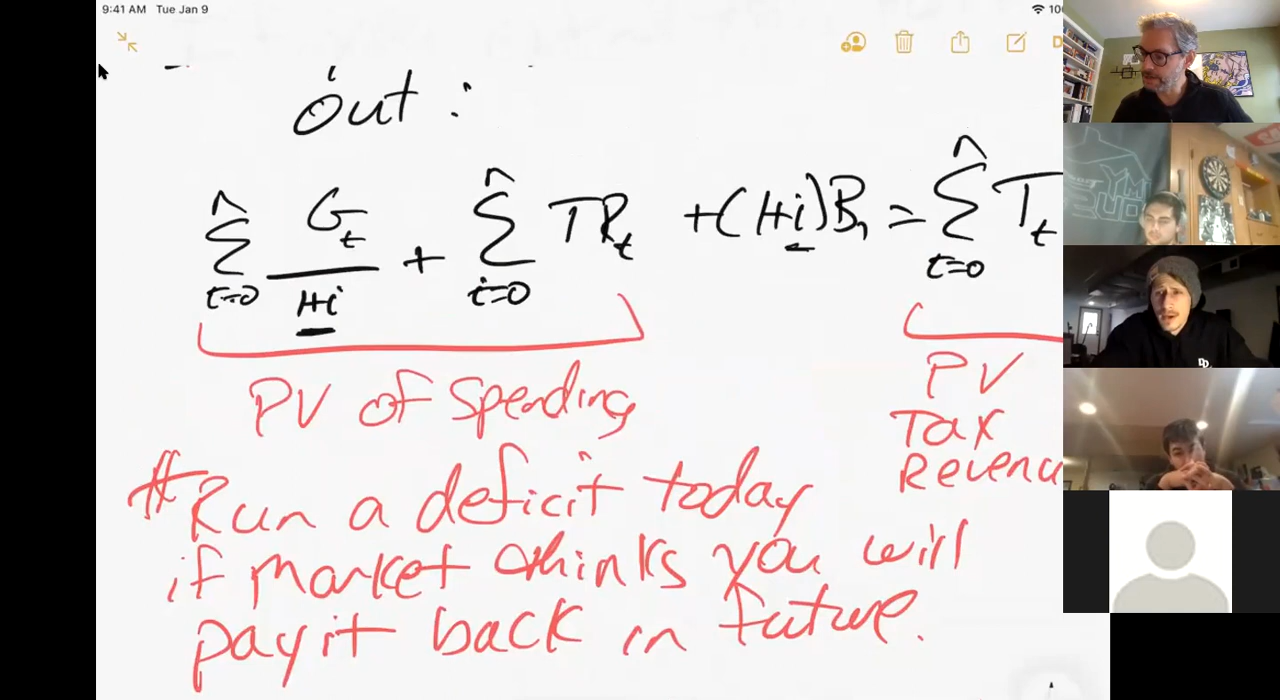 9:41 AM Tue Jan 9
out :
n n n
Σ G_t + Σ TR_t + (1+i)B_1 = Σ T_t
t=0 1+i t=0 t=0
PV of Spending PV
Tax
Revenu
#Run a deficit today
if market thinks you will
pay it back in future.